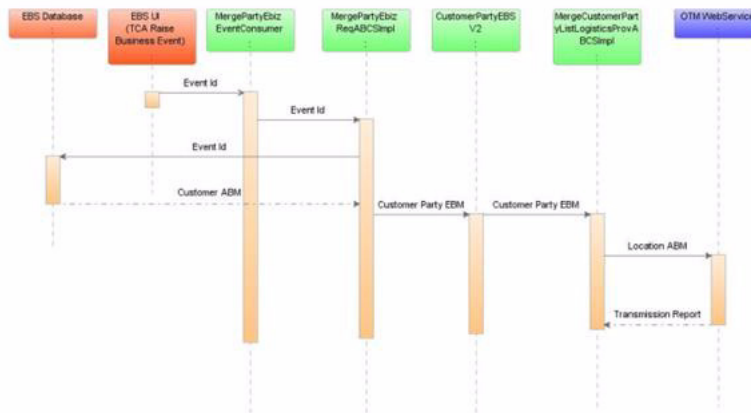 EBS Database
EBS UI
(TCA Raise
Business Event)
MergePartyEbiz
EventConsumer
MergePartyEbiz
ReqABCSImpl
CustomerPartyEBS
V2
MergeCustomerPart
yListLogisticsProvA
BCSImpl
OTM WebService
Event Id
Event Id
Event Id
Customer ABM
Customer Party EBM
Customer Party EBM
Location ABM
Transmission Report